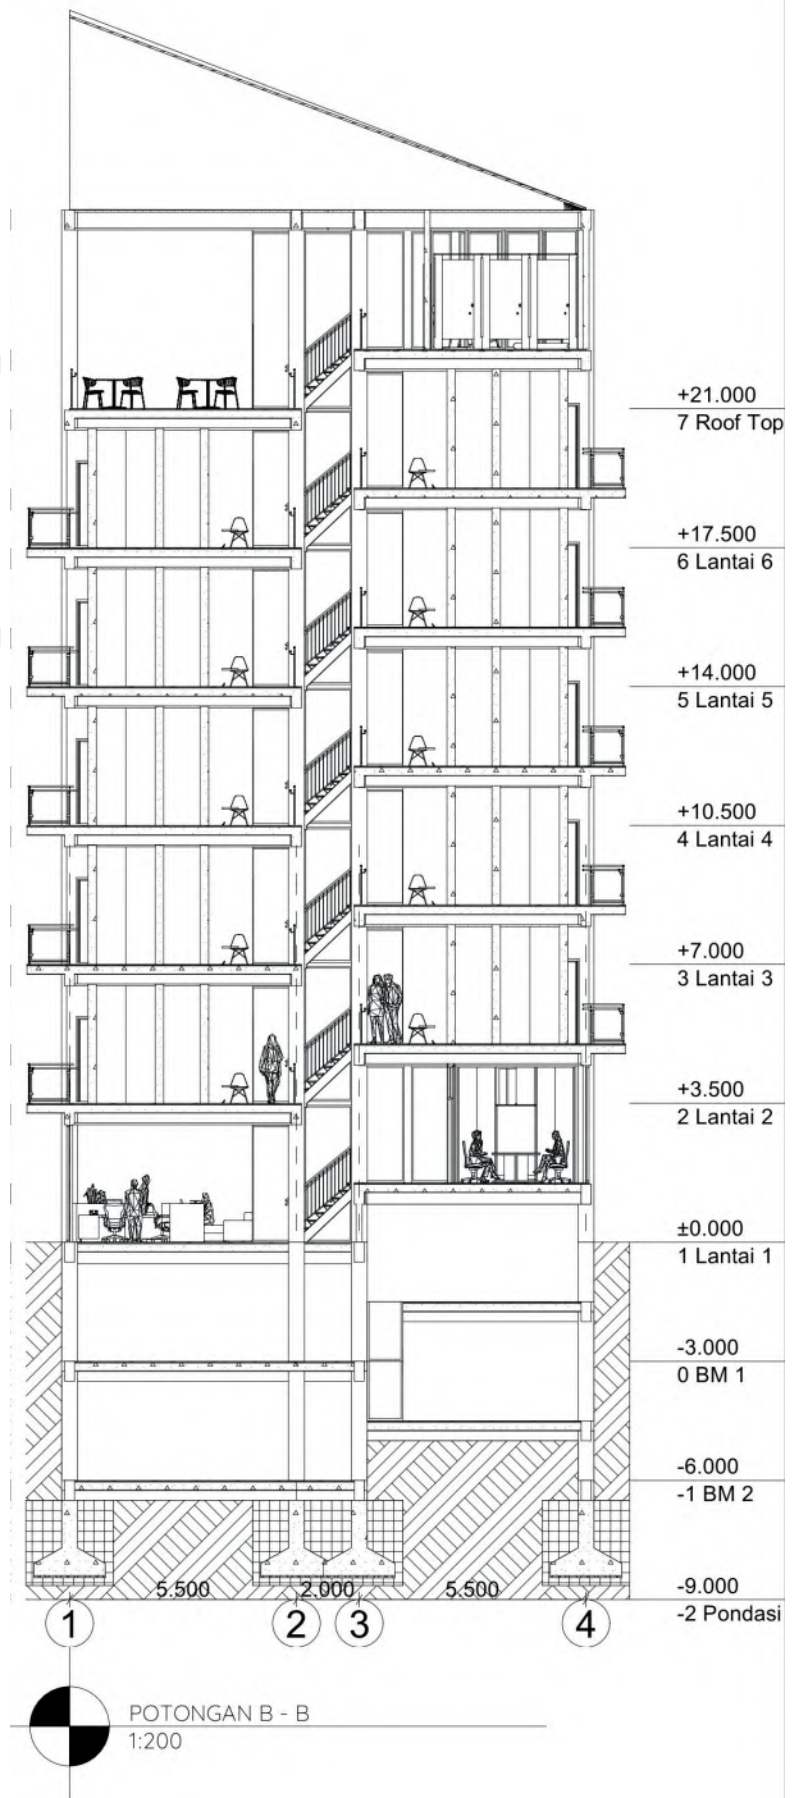 +21.000
7 Roof Top
+17.500
6 Lantai 6
+14.000
5 Lantai 5
+10.500
4 Lantai 4
+7.000
3 Lantai 3
+3.500
2 Lantai 2
±0.000
1 Lantai 1
-3.000
0 BM 1
-6.000
-1 BM 2
-9.000
-2 Pondasi
5.500 2.000 5.500
1 2 3 4
POTONGAN B - B
1:200